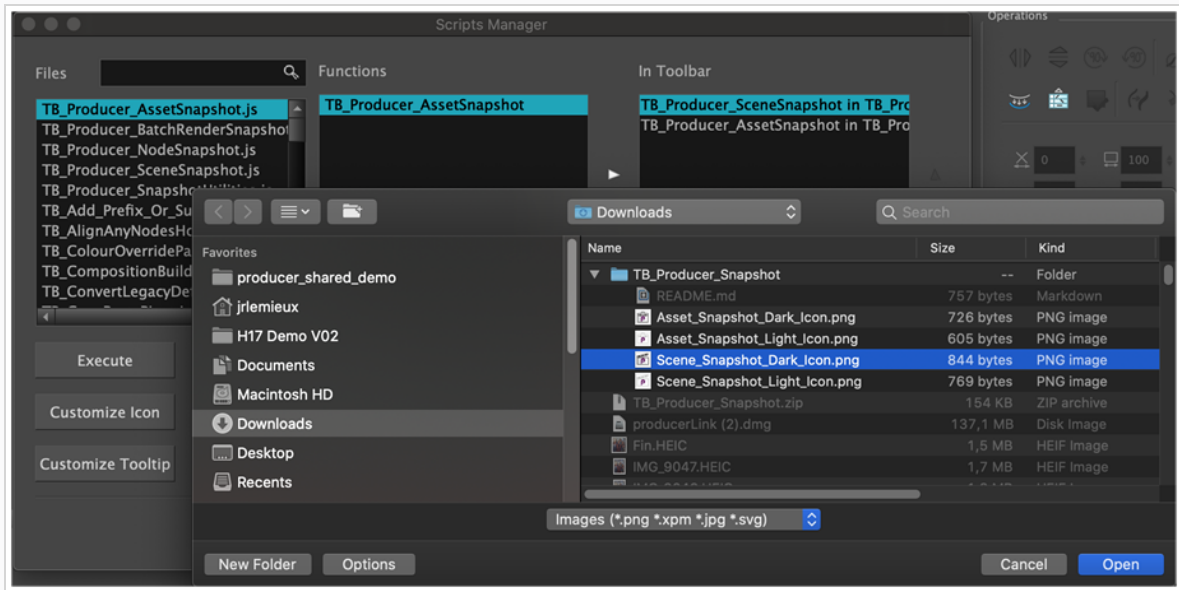 Scripts Manager
Operations
Files
Functions
In Toolbar
TB_Producer_AssetSnapshot.js
TB_Producer_BatchRenderSnapshot
TB_Producer_NodeSnapshot.js
TB_Producer_SceneSnapshot.js
TB_Add_Prefix_Or_Su
TB_AlignAnyNodesHo
TB_ColourOverridePa
TB_CompositionBuild
TB_ConvertLegacyDe
TB_Producer_AssetSnapshot
TB_Producer_SceneSnapshot in TB_Pro
TB_Producer_AssetSnapshot in TB_Pro
0
100
Execute
Customize Icon
Customize Tooltip
Downloads
Search
Favorites
producer_shared_demo
jrlemieux
H17 Demo V02
Documents
Macintosh HD
Downloads
Desktop
Recents
Name Size Kind
TB_Producer_Snapshot -- Folder
README.md 757 bytes Markdown
Asset_Snapshot_Dark_Icon.png 726 bytes PNG image
Asset_Snapshot_Light_Icon.png 605 bytes PNG image
Scene_Snapshot_Dark_Icon.png 844 bytes PNG image
Scene_Snapshot_Light_Icon.png 769 bytes PNG image
TB_Producer_Snapshot.zip 154 KB ZIP archive
producerLink (2).dmg 137,1 MB Disk Image
Fin.HEIC 1,5 MB HEIF Image
IMG_9047.HEIC 1,7 MB HEIF Image
Images (*.png *.xpm *.jpg *.svg)
New Folder
Options
Cancel
Open